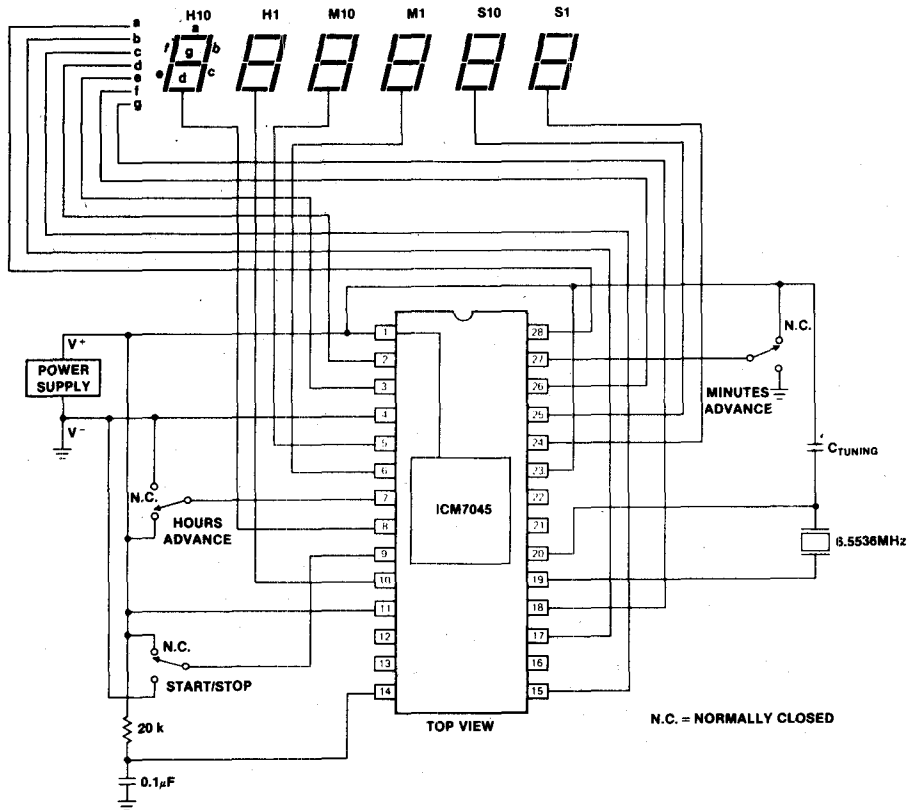 H10 H1 M10 M1 S10 S1
a
b
c
d
e
f
g
a
f
g
b
e
d
c
V+
POWER
SUPPLY
V-
N.C.
HOURS
ADVANCE
N.C.
START/STOP
20 k
0.1µF
1
2
3
4
5
6
7
8
9
10
11
12
13
14
ICM7045
28
27
26
25
24
23
22
21
20
19
18
17
16
15
TOP VIEW
N.C.
MINUTES
ADVANCE
CTUNING
6.5536MHz
N.C. = NORMALLY CLOSED